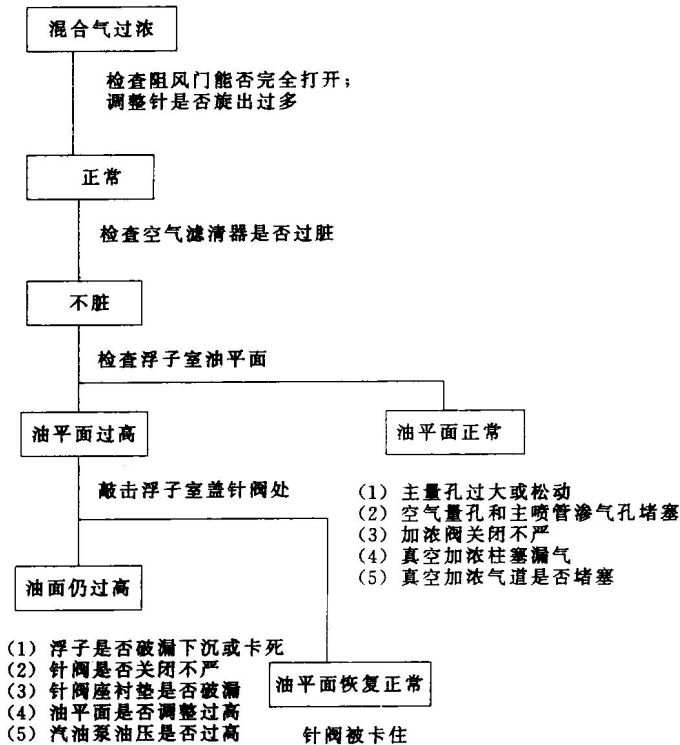 混合气过浓
检查阻风门能否完全打开；
调整针是否旋出过多
正常
检查空气滤清器是否过脏
不脏
检查浮子室油平面
油平面过高
油平面正常
敲击浮子室盖针阀处
(1) 主量孔过大或松动
(2) 空气量孔和主喷管渗气孔堵塞
(3) 加浓阀关闭不严
(4) 真空加浓柱塞漏气
(5) 真空加浓气道是否堵塞
油面仍过高
(1) 浮子是否破漏下沉或卡死
(2) 针阀是否关闭不严
(3) 针阀座衬垫是否破漏
(4) 油平面是否调整过高
(5) 汽油泵油压是否过高
油平面恢复正常
针阀被卡住